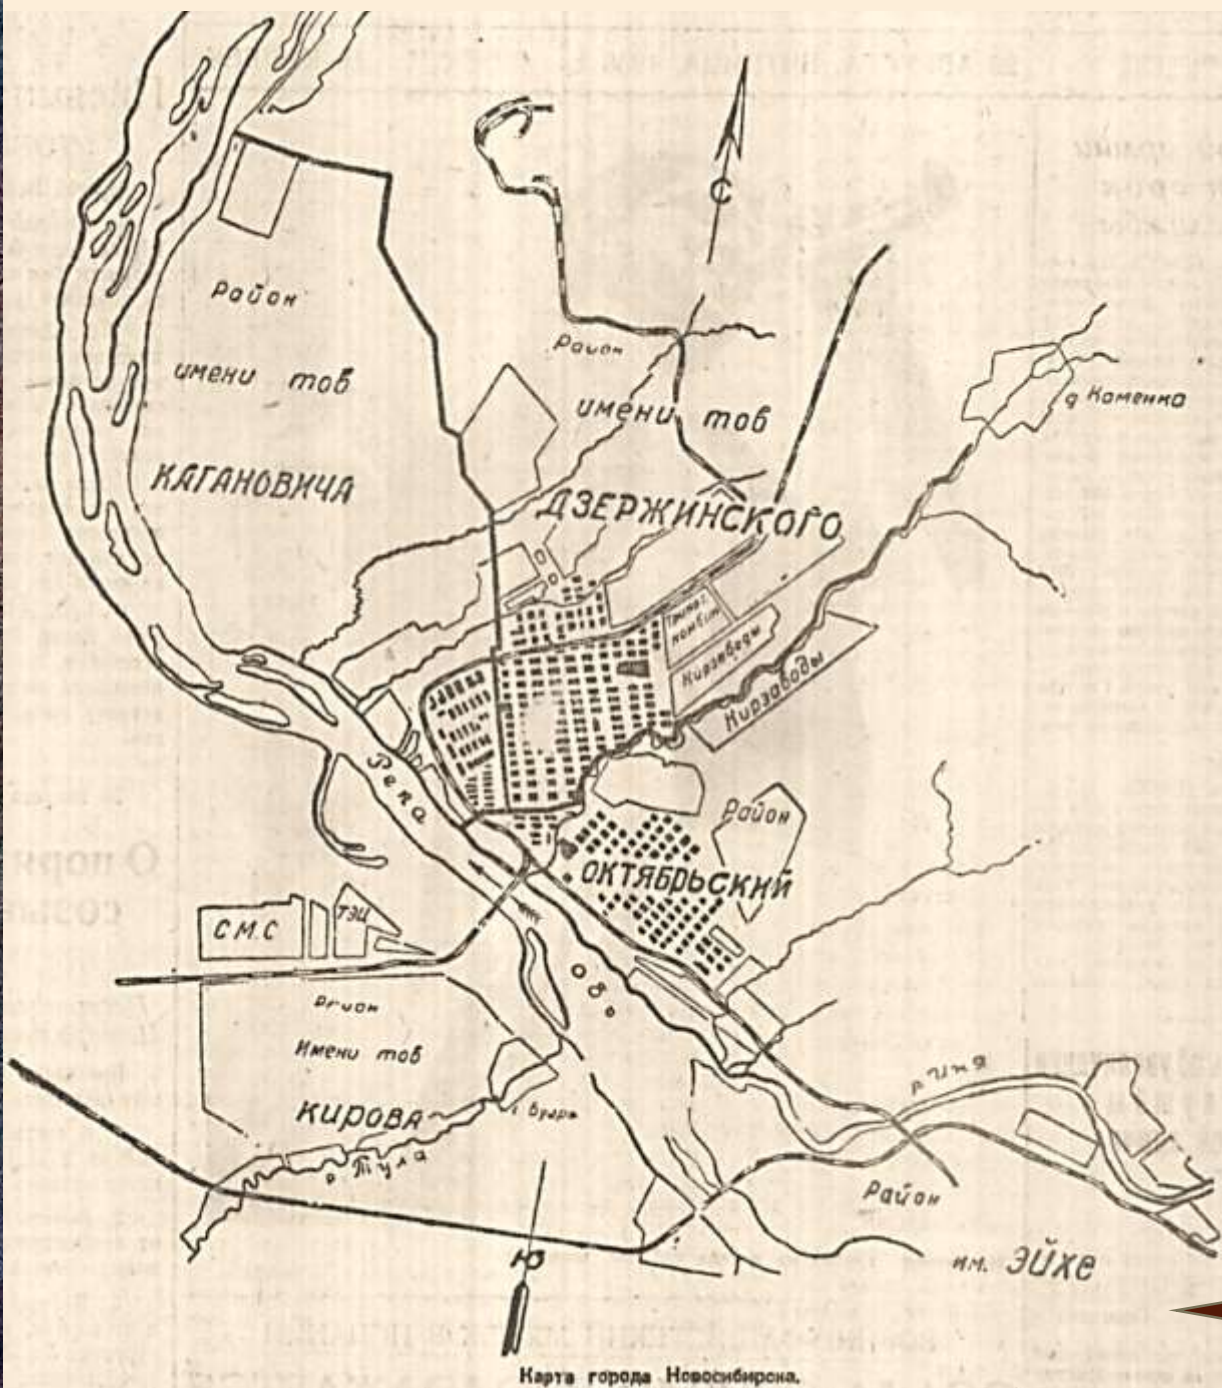 С
Район
имени тов
КАГАНОВИЧА
Район
имени тов
ДЗЕРЖИНСКОГО
д Каменка
Кирзаводы
Кирзаводы
Река
Обь
Район
ОКТЯБРЬСКИЙ
С.М.С
ТЭЦ
Имени тов
КИРОВА
р Тула
р Иня
Район
им. ЭЙХЕ
Ю
Карта города Новосибирска.